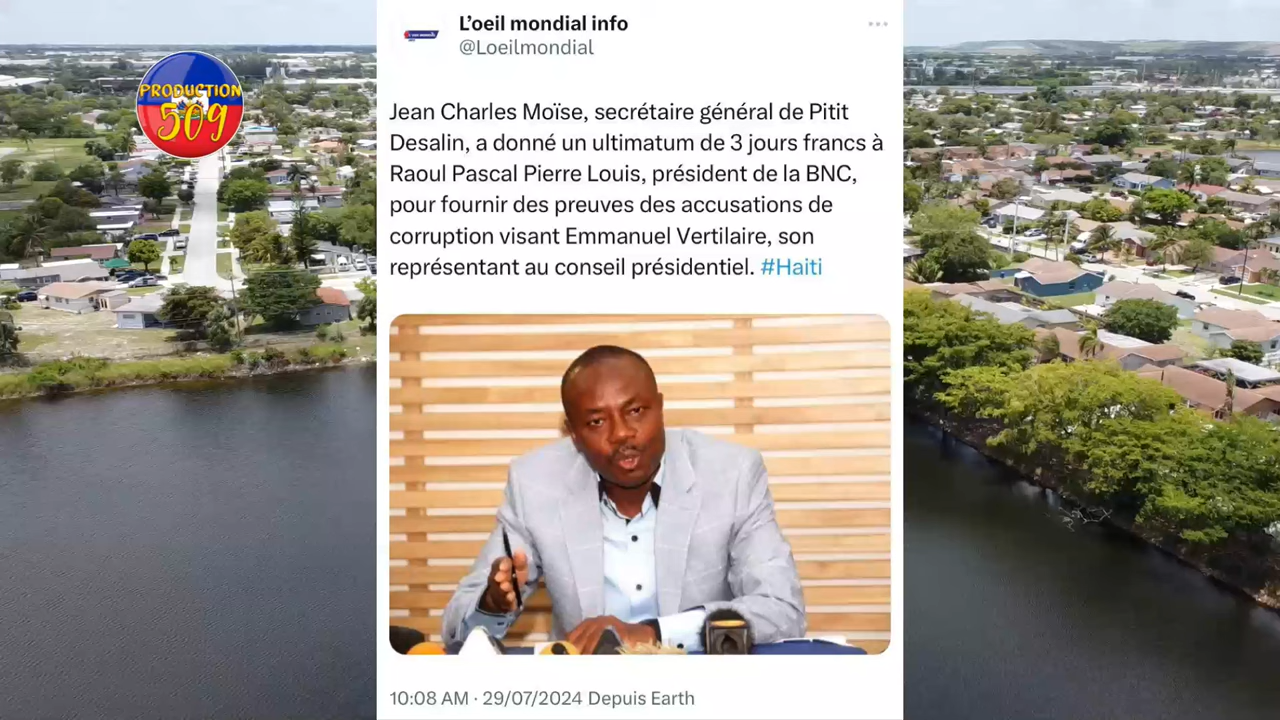 PRODUCTION
509
L'oeil mondial info
@Loeilmondial
Jean Charles Moïse, secrétaire général de Pitit
Desalin, a donné un ultimatum de 3 jours francs à
Raoul Pascal Pierre Louis, président de la BNC,
pour fournir des preuves des accusations de
corruption visant Emmanuel Vertilaire, son
représentant au conseil présidentiel. #Haiti
10:08 AM · 29/07/2024 Depuis Earth